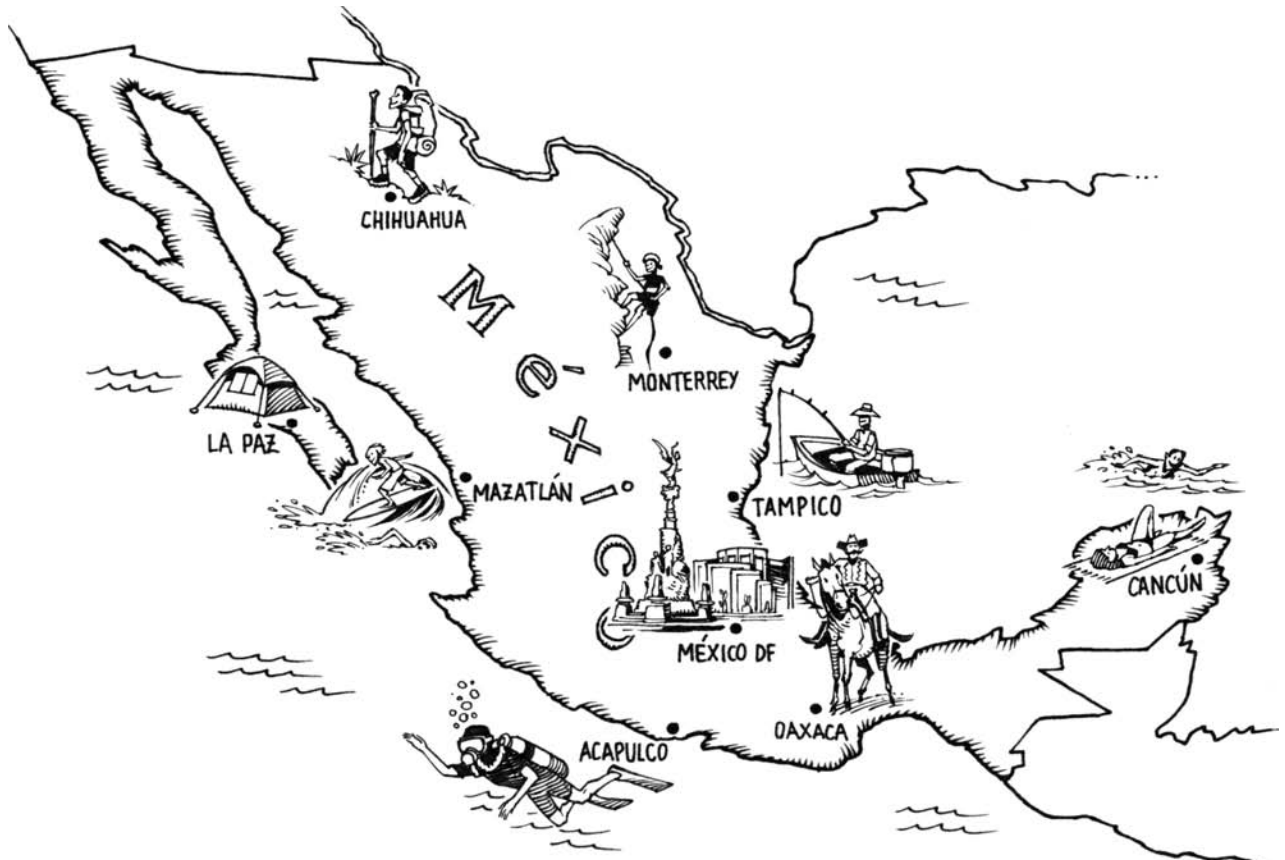 CHIHUAHUA
México
MONTERREY
LA PAZ
MAZATLÁN
TAMPICO
CANCÚN
MÉXICO DF
OAXACA
ACAPULCO